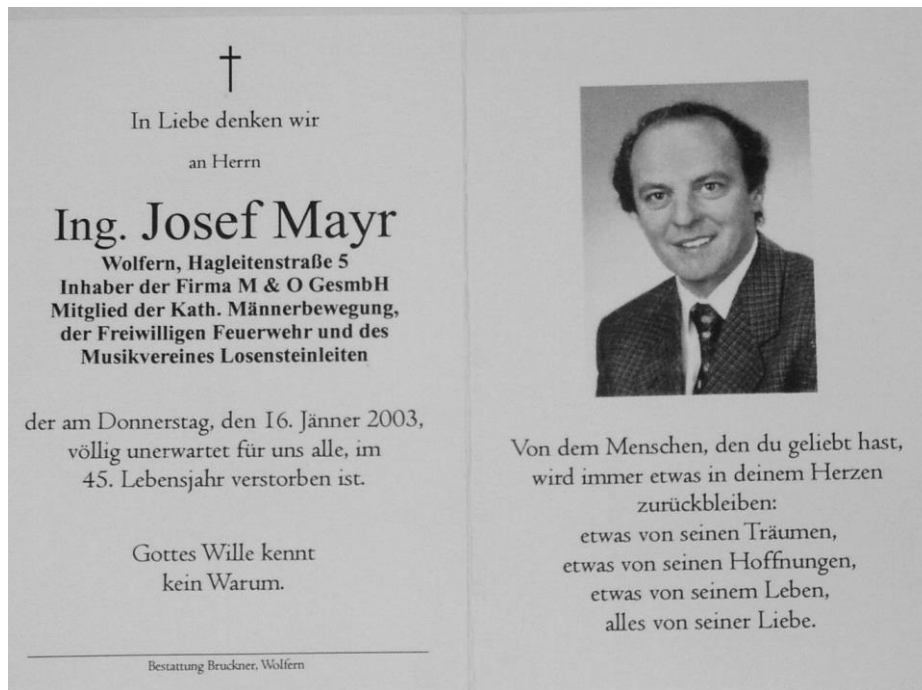 In Liebe denken wir
an Herrn
Ing. Josef Mayr
Wolfern, Hagleitenstraße 5
Inhaber der Firma M & O GesmbH
Mitglied der Kath. Männerbewegung,
der Freiwilligen Feuerwehr und des
Musikvereines Losensteinleiten
der am Donnerstag, den 16. Jänner 2003,
völlig unerwartet für uns alle, im
45. Lebensjahr verstorben ist.
Gottes Wille kennt
kein Warum.
Bestattung Bruckner, Wolfern
Von dem Menschen, den du geliebt hast,
wird immer etwas in deinem Herzen
zurückbleiben:
etwas von seinen Träumen,
etwas von seinen Hoffnungen,
etwas von seinem Leben,
alles von seiner Liebe.